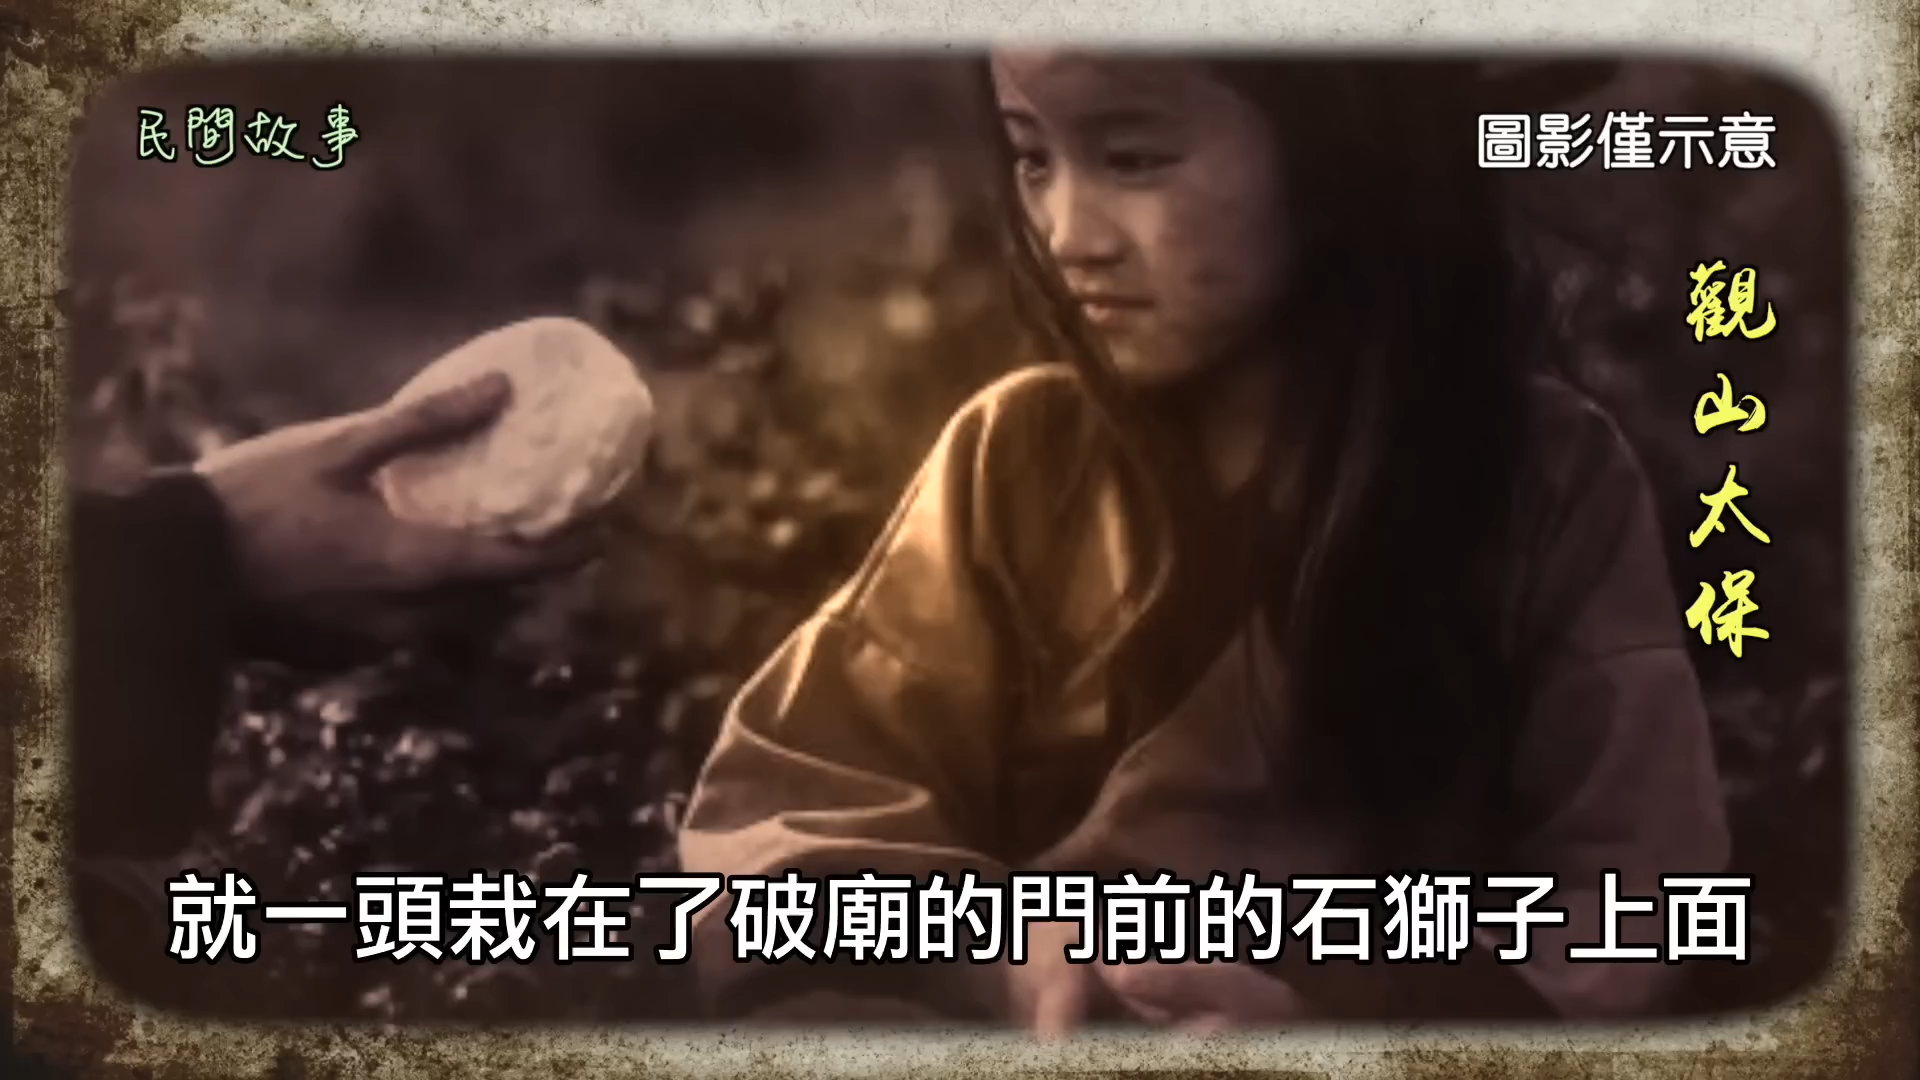 民間故事
圖影僅示意
觀山太保
就一頭栽在了破廟的門前的石獅子上面